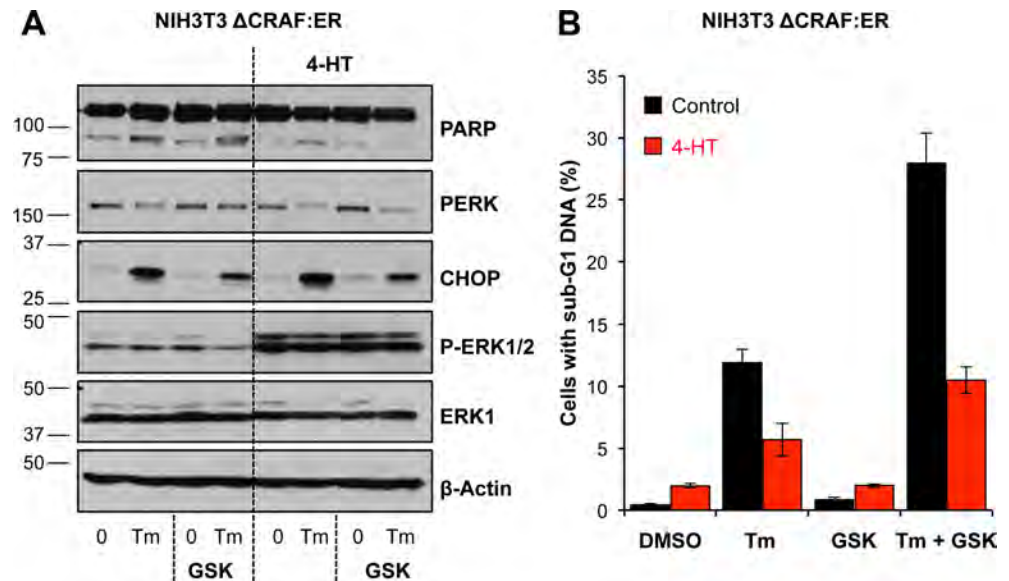 A
NIH3T3 ΔCRAF:ER
4-HT
100
75
PARP
150
PERK
37
25
CHOP
50
P-ERK1/2
50
37
ERK1
50
β-Actin
0 Tm 0 Tm 0 Tm 0 Tm
GSK GSK
B
NIH3T3 ΔCRAF:ER
Control
4-HT
Cells with sub-G1 DNA (%)
35
30
25
20
15
10
5
0
DMSO Tm GSK Tm + GSK